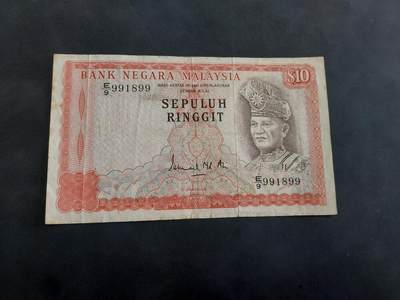 BANK NEGARA MALAYSIA
$10
E/9 991899
SEPULUH
RINGGIT
E/9 991899